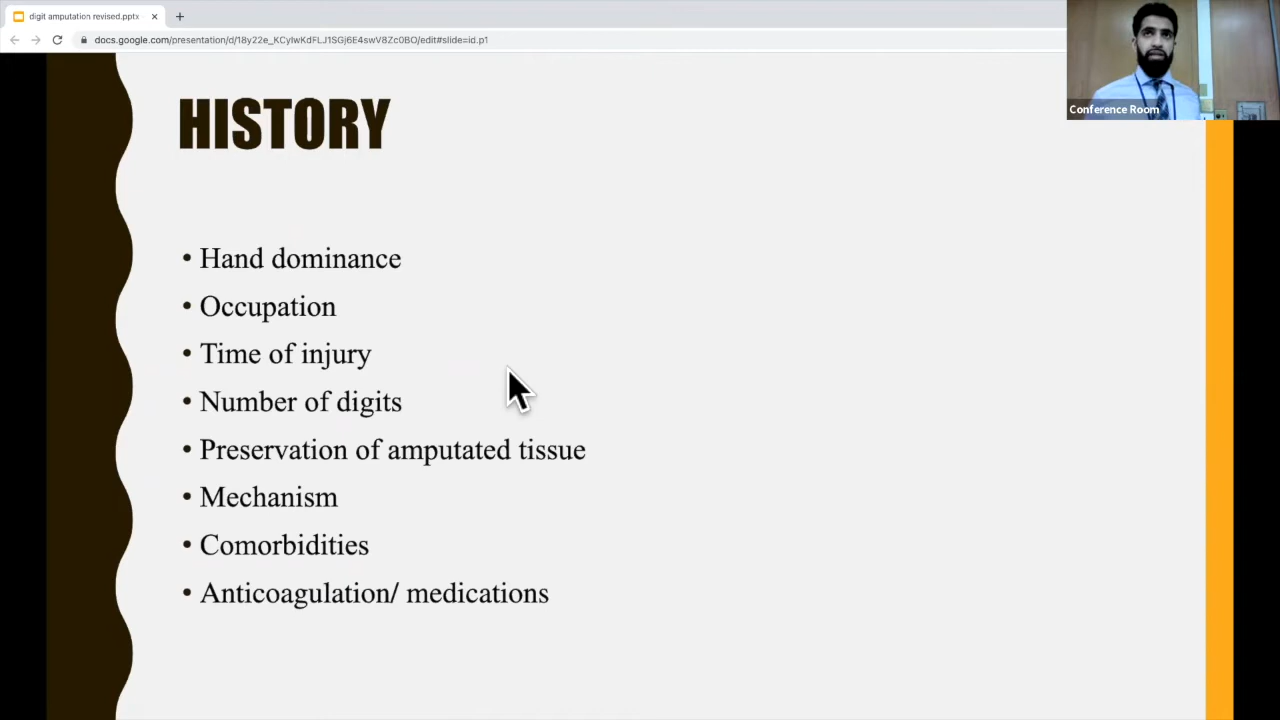 digit amputation revised.pptx
docs.google.com/presentation/d/18y22e_KCyIwKdFLJ1SGj6E4swV8Zc0BO/edit#slide=id.p1
Conference Room
HISTORY
• Hand dominance
• Occupation
• Time of injury
• Number of digits
• Preservation of amputated tissue
• Mechanism
• Comorbidities
• Anticoagulation/ medications